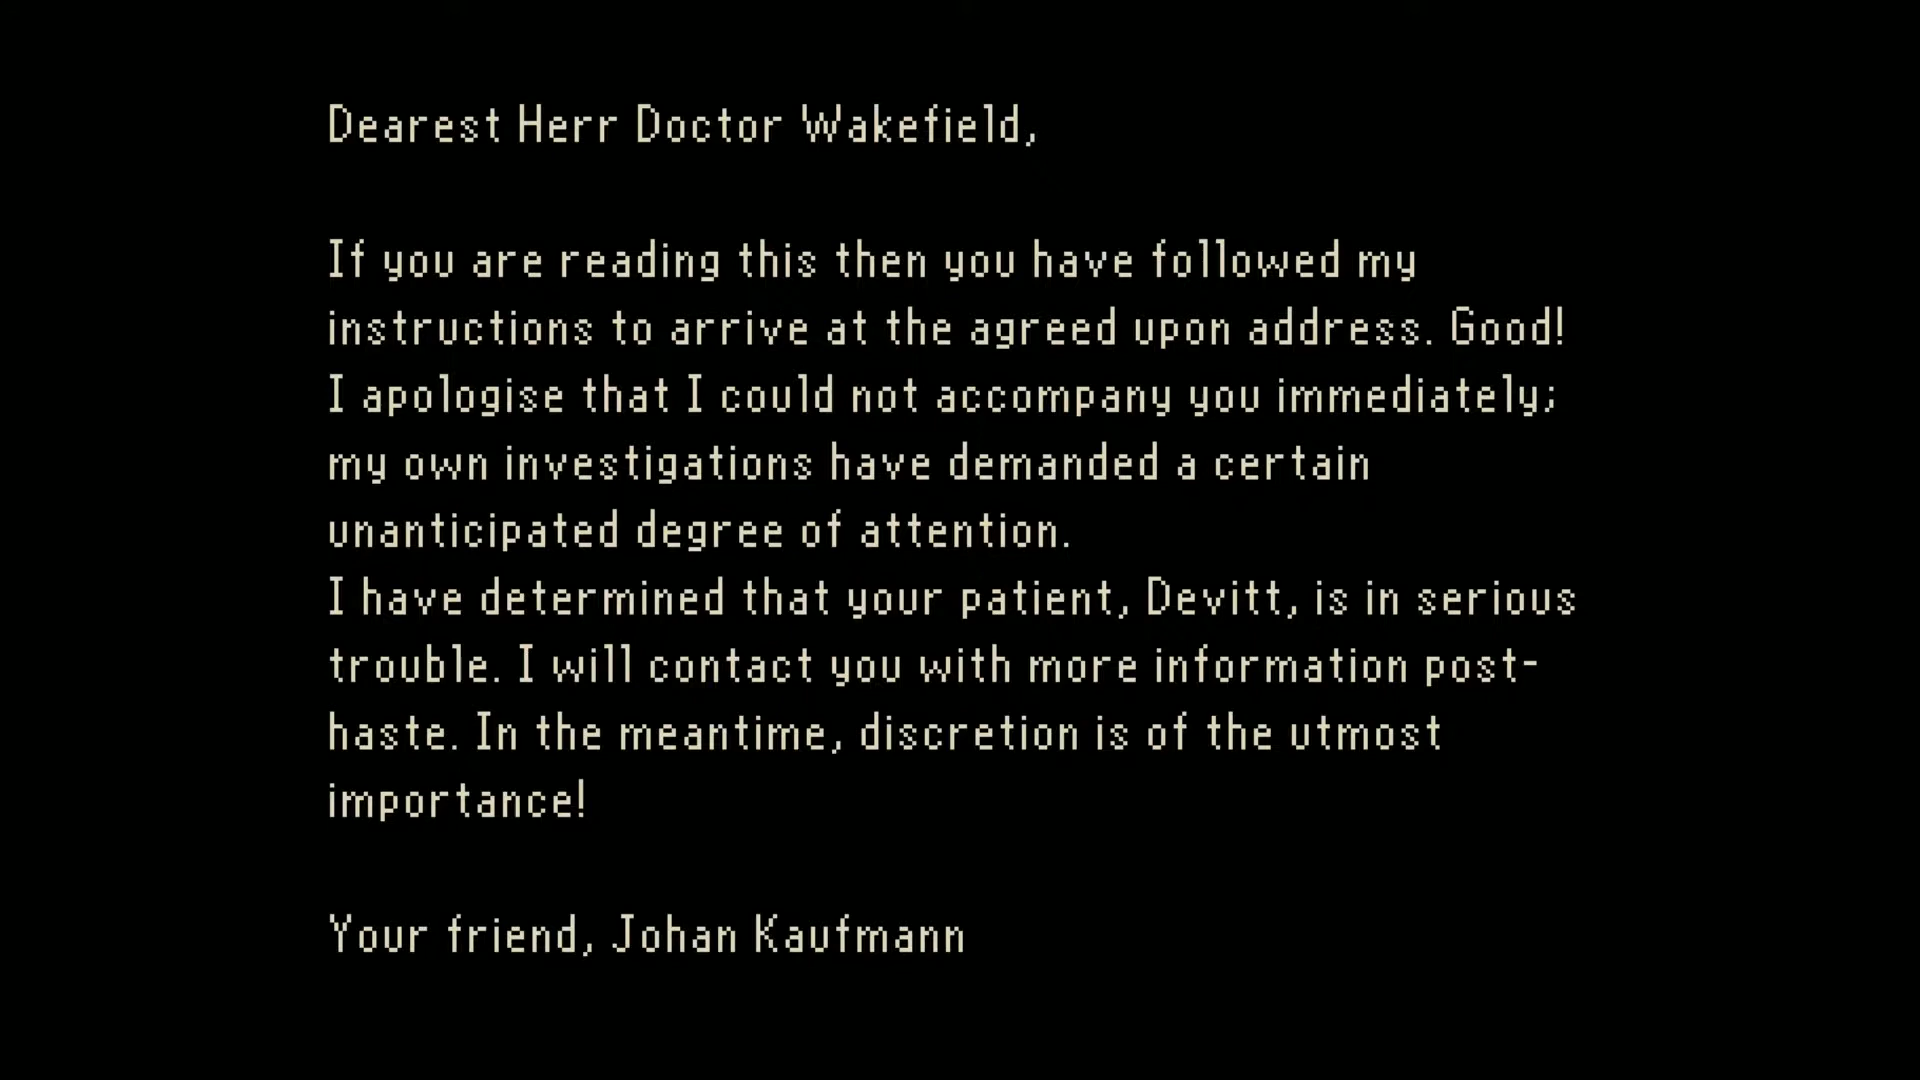 Dearest Herr Doctor Wakefield,
If you are reading this then you have followed my
instructions to arrive at the agreed upon address. Good!
I apologise that I could not accompany you immediately;
my own investigations have demanded a certain
unanticipated degree of attention.
I have determined that your patient, Devitt, is in serious
trouble. I will contact you with more information post-
haste. In the meantime, discretion is of the utmost
importance!
Your friend, Johan Kaufmann